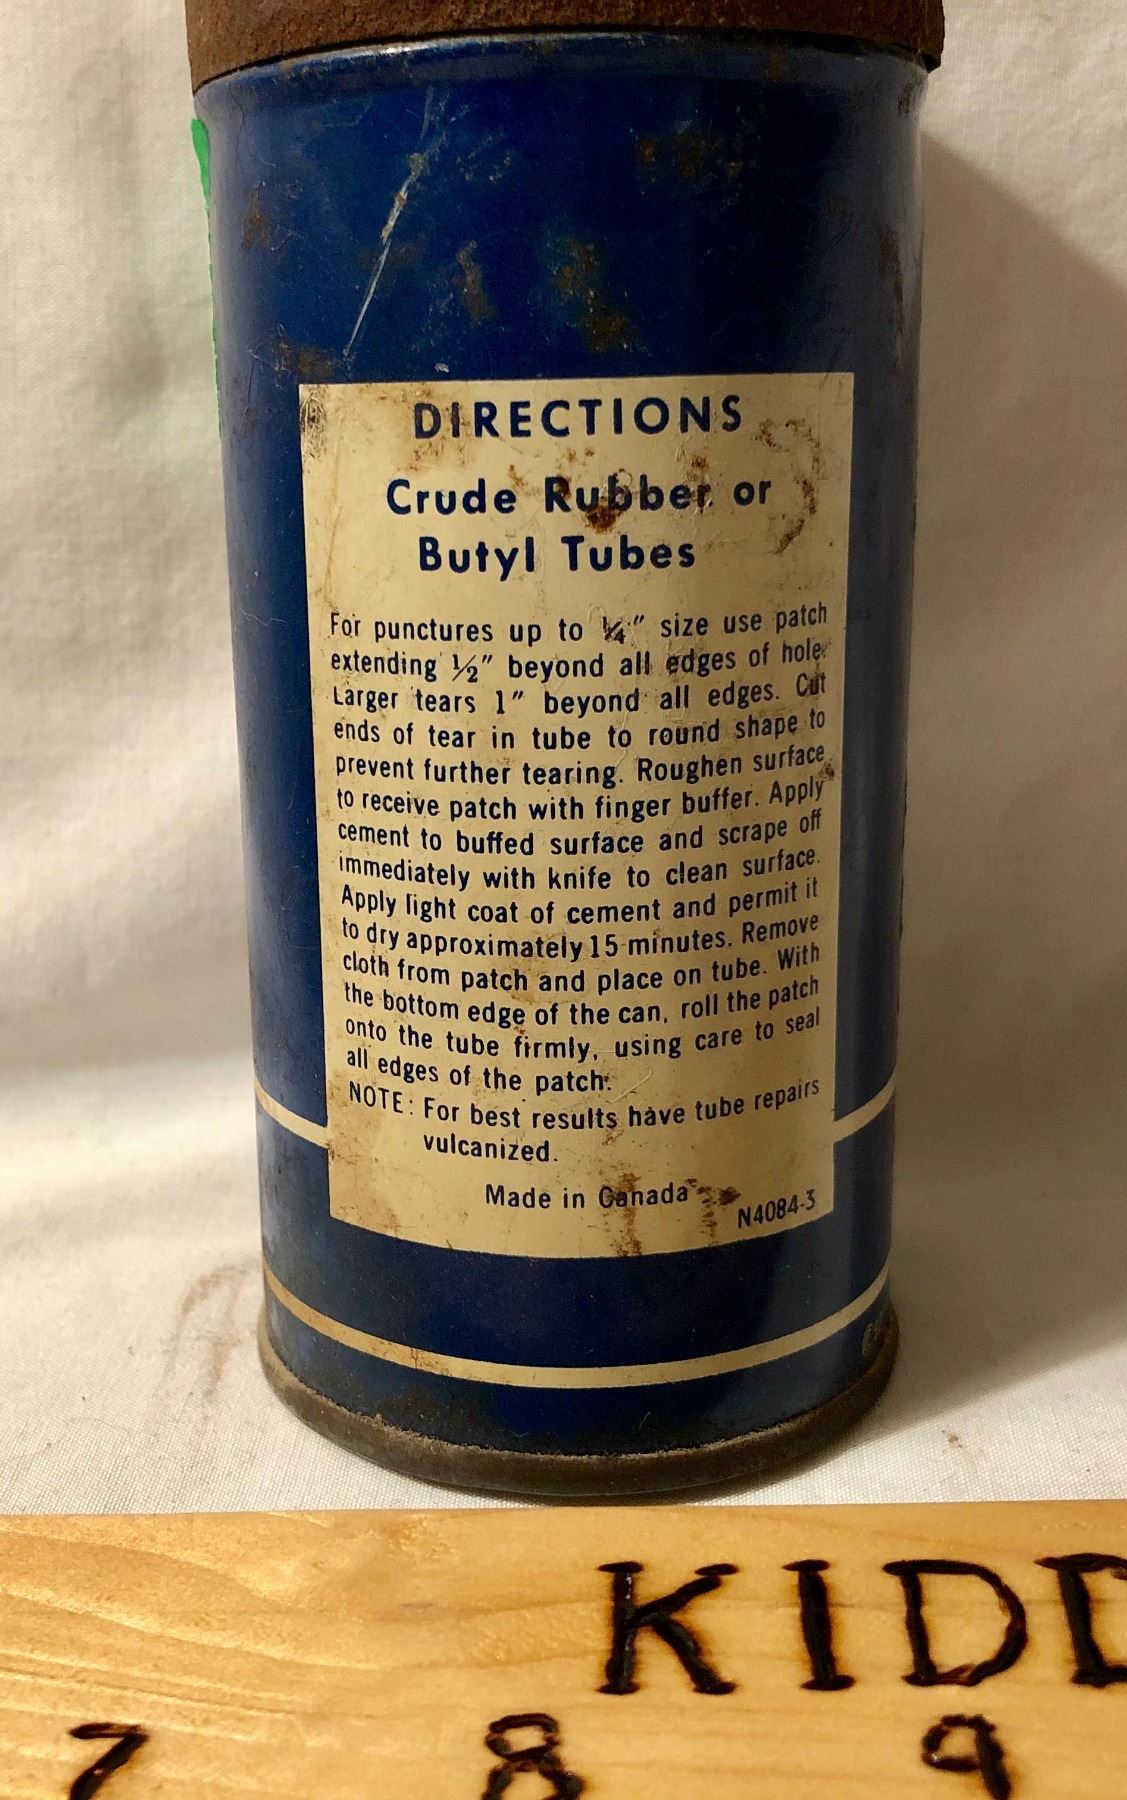 DIRECTIONS
Crude Rubber or
Butyl Tubes
For punctures up to ¼" size use patch
extending ½" beyond all edges of hole.
Larger tears 1" beyond all edges. Cut
ends of tear in tube to round shape to
prevent further tearing. Roughen surface
to receive patch with finger buffer. Apply
cement to buffed surface and scrape off
immediately with knife to clean surface.
Apply light coat of cement and permit it
to dry approximately 15 minutes. Remove
cloth from patch and place on tube. With
the bottom edge of the can, roll the patch
onto the tube firmly, using care to seal
all edges of the patch.
NOTE: For best results have tube repairs
vulcanized.
Made in Canada
N4084-3
KIDD
7 8 9